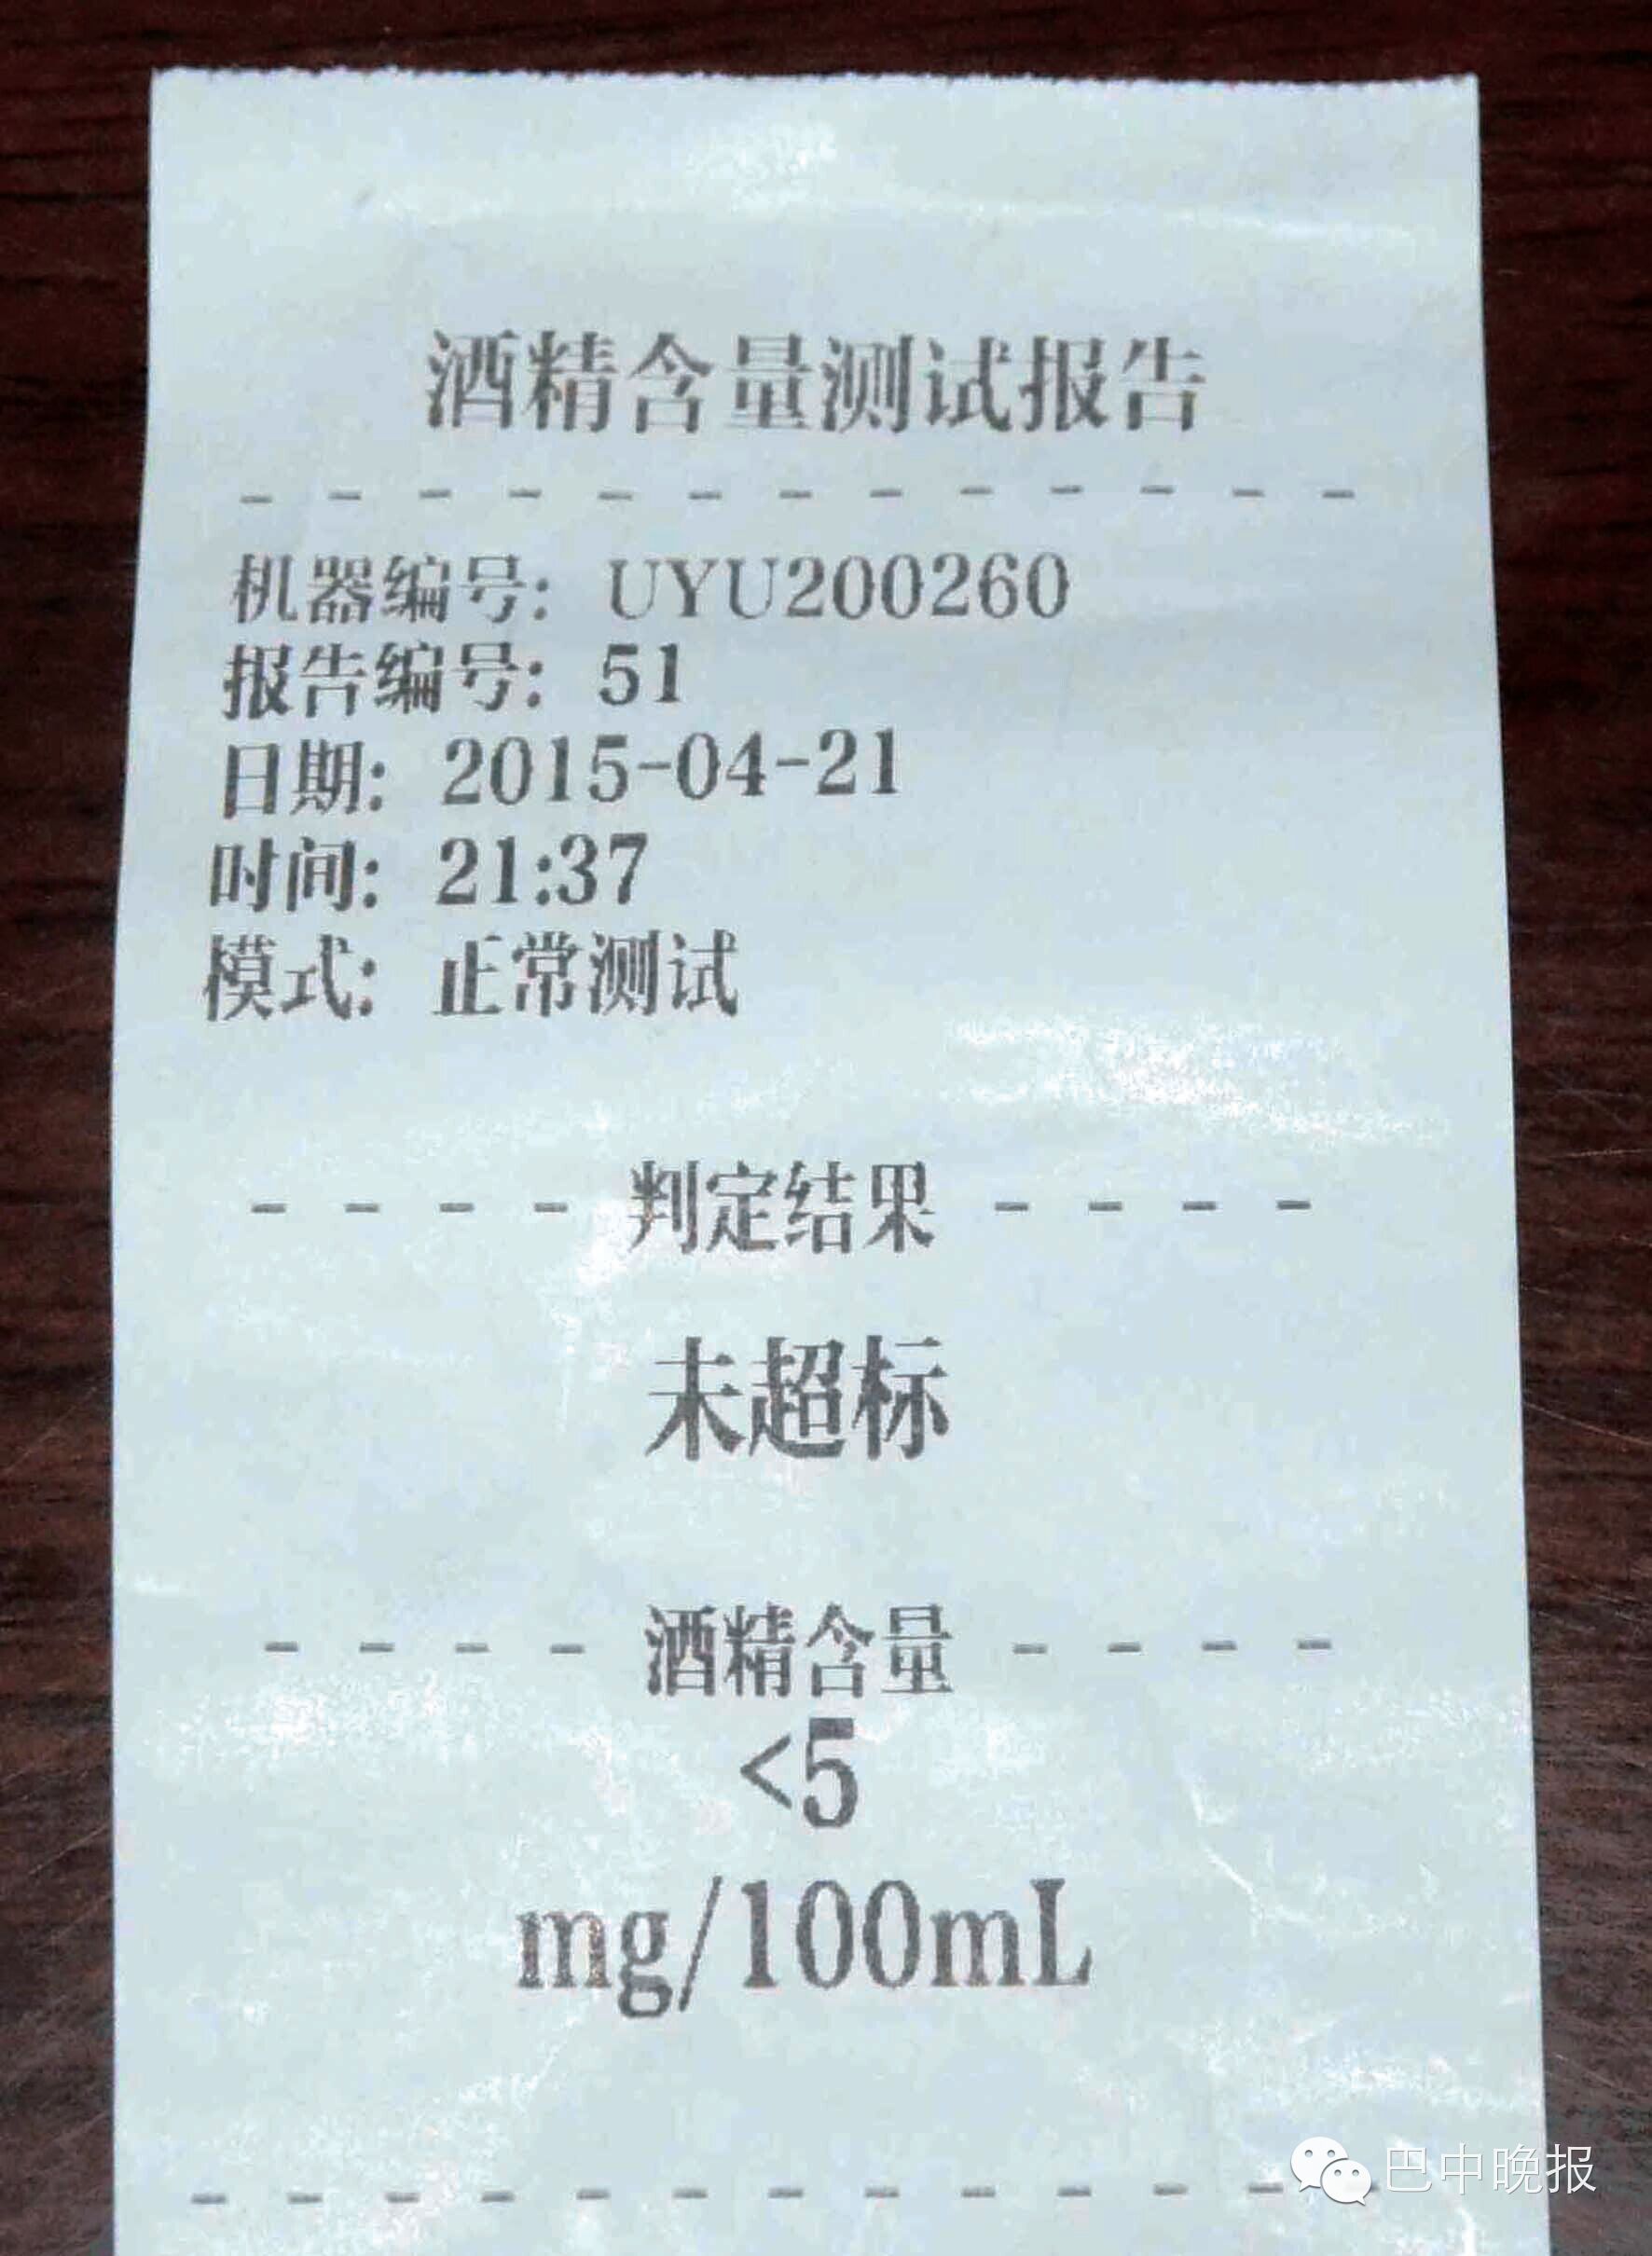 酒精含量测试报告
- - - - - - - - - - - - -
机器编号: UYU200260
报告编号: 51
日期: 2015-04-21
时间: 21:37
模式: 正常测试
- - - - 判定结果 - - - -
未超标
- - - - 酒精含量 - - - -
<5
mg/100mL
- - - - - - - - - - - - -
巴中晚报